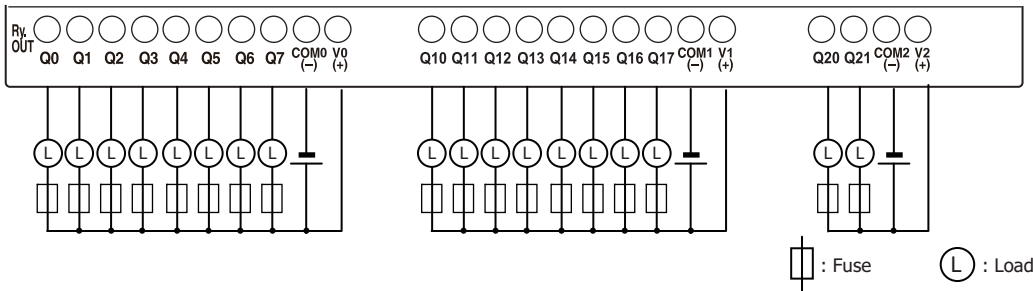 Ry.
OUT
Q0 Q1 Q2 Q3 Q4 Q5 Q6 Q7 COM0 (–) V0 (+)
Q10 Q11 Q12 Q13 Q14 Q15 Q16 Q17 COM1 (–) V1 (+)
Q20 Q21 COM2 (–) V2 (+)
L L L L L L L L
L L L L L L L L
L L
: Fuse
L : Load